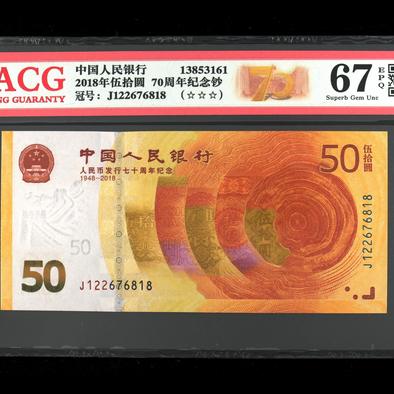 ACG
NG GUARANTY
中国人民银行 13853161
2018年伍拾圆 70周年纪念钞
冠号: J122676818 (☆☆☆)
70
67 EPQ
Superb Gem Unc
中国人民银行
人民币发行七十周年纪念
1948-2018
50 伍拾圆
50
50
J122676818
J122676818